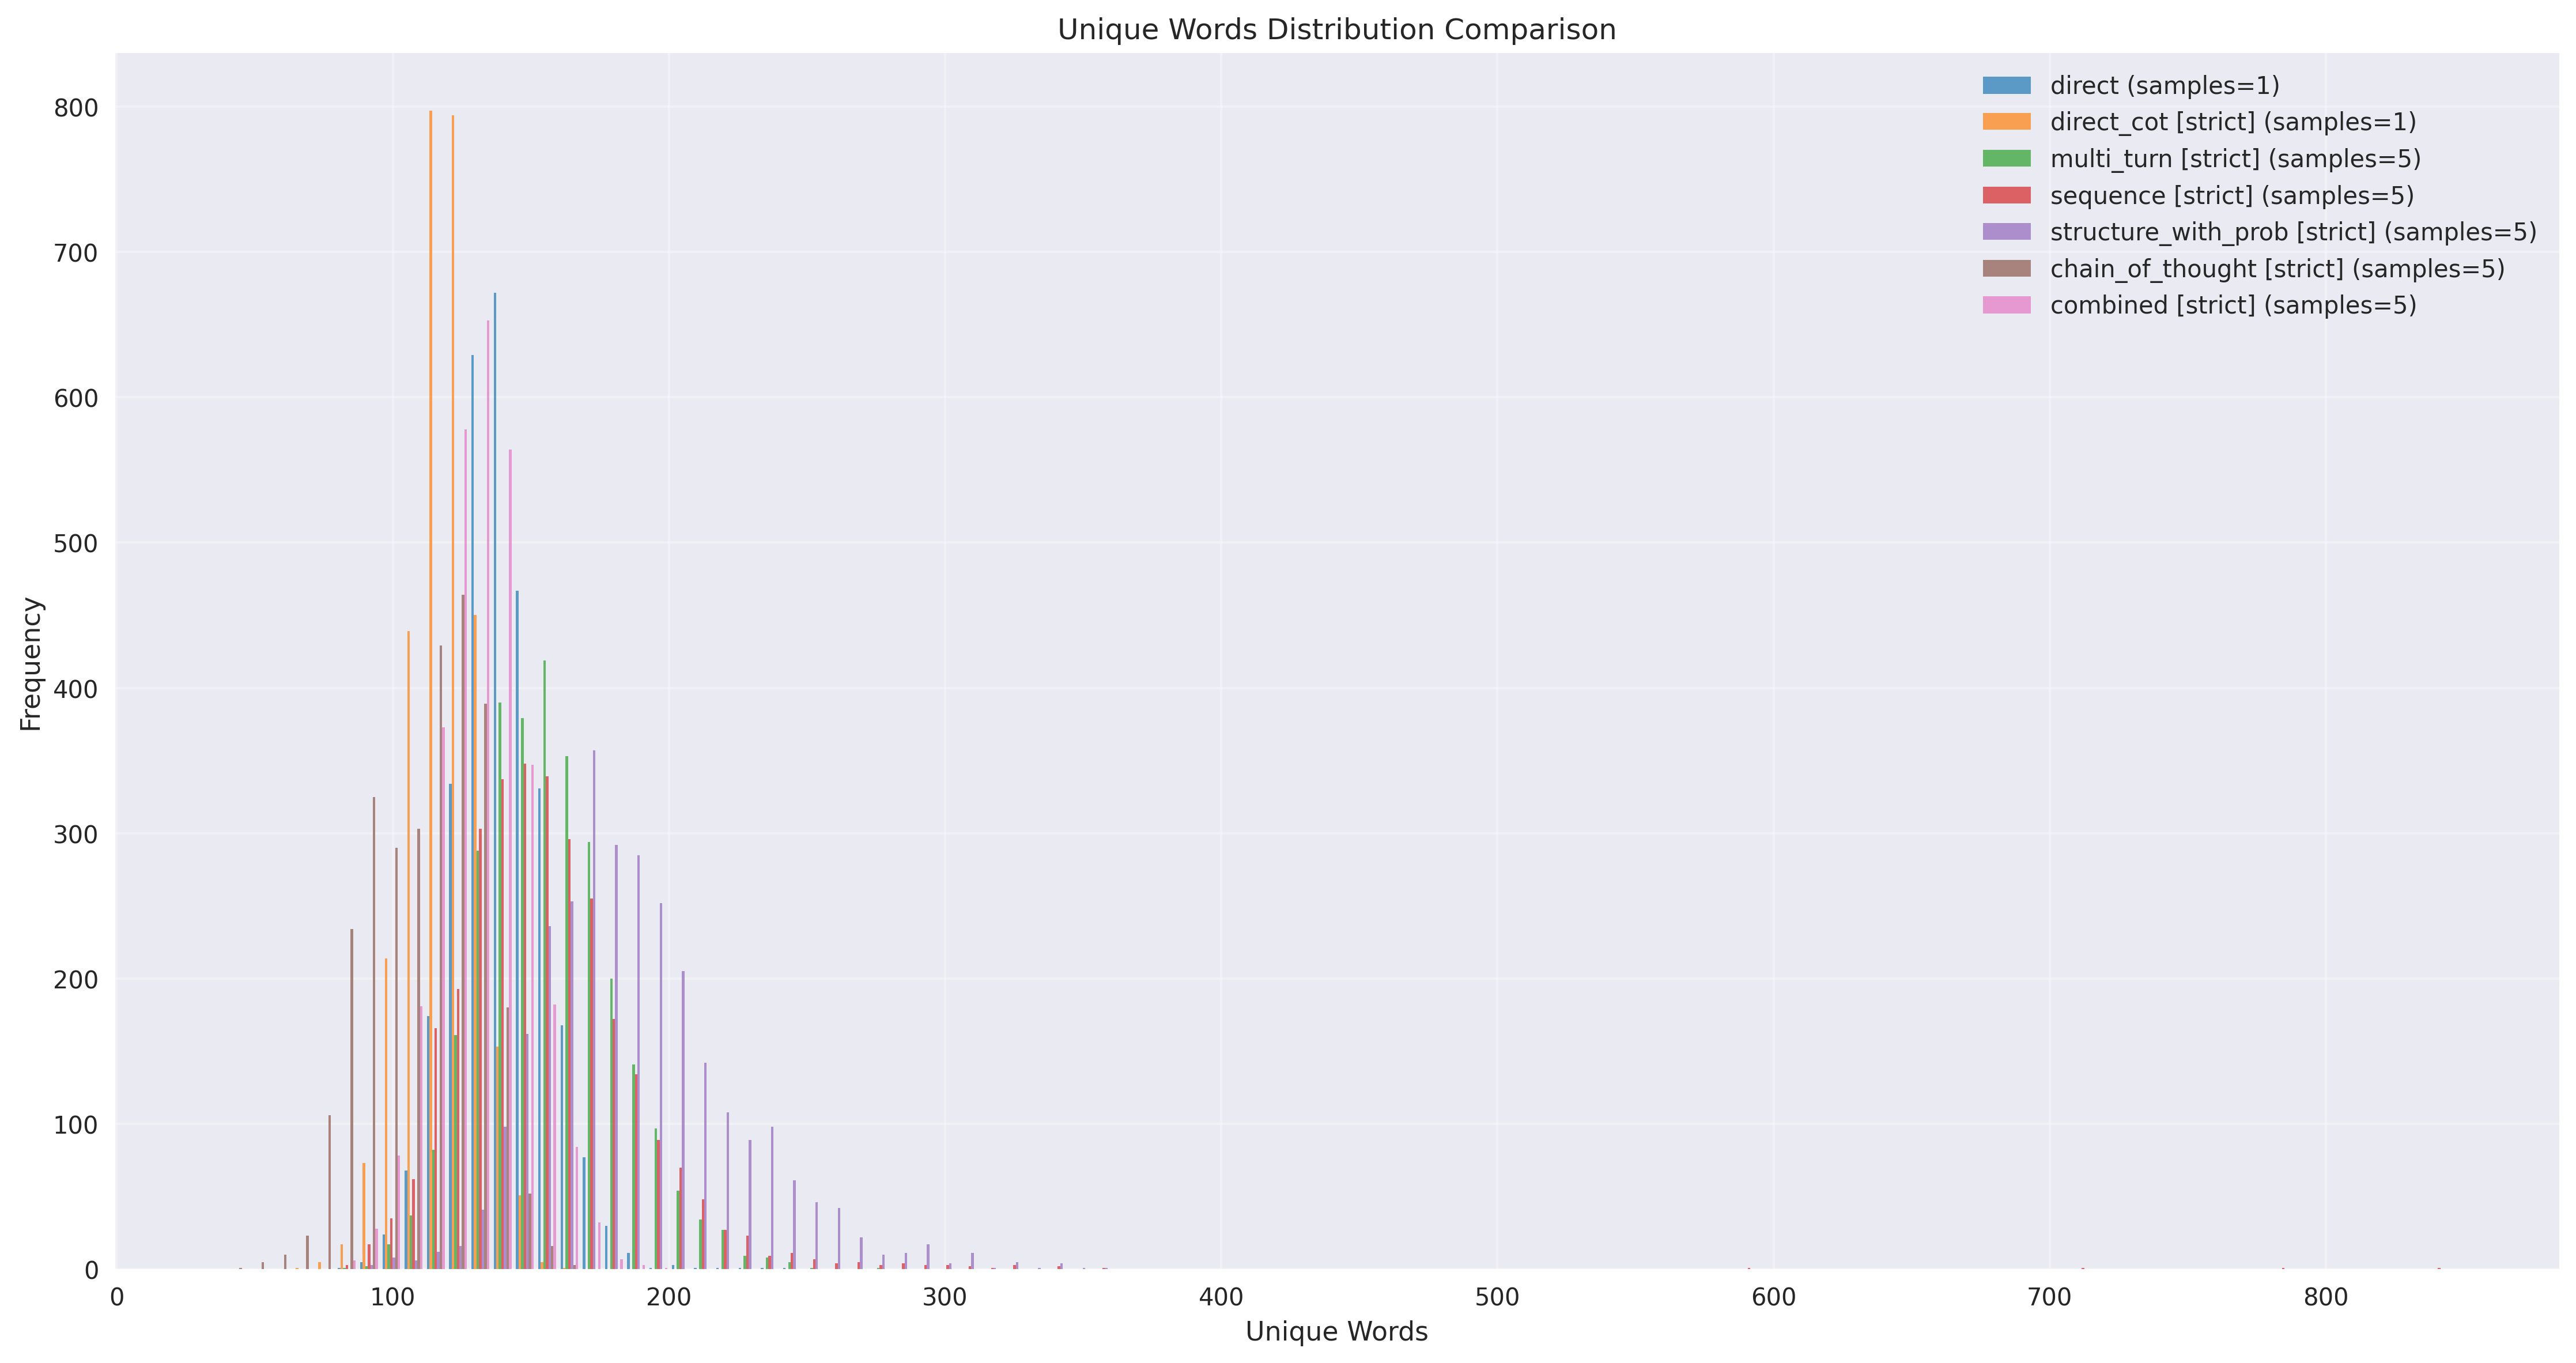 Unique Words Distribution Comparison
direct (samples=1)
direct_cot [strict] (samples=1)
multi_turn [strict] (samples=5)
sequence [strict] (samples=5)
structure_with_prob [strict] (samples=5)
chain_of_thought [strict] (samples=5)
combined [strict] (samples=5)
Frequency
800
700
600
500
400
300
200
100
0
0 100 200 300 400 500 600 700 800
Unique Words